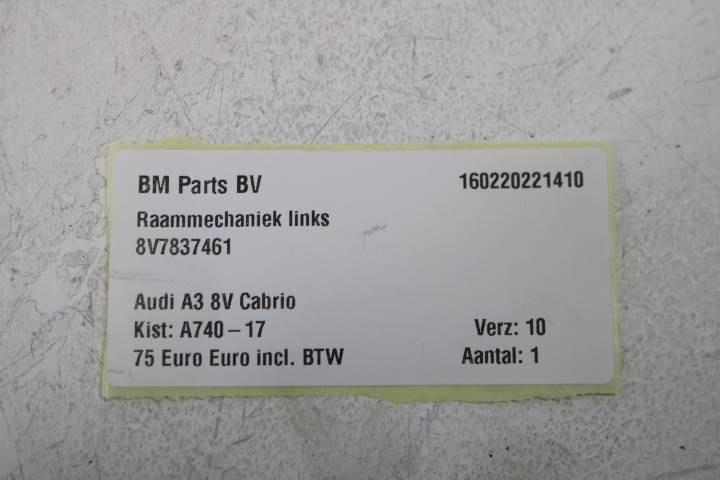 BM Parts BV 160220221410
Raammechaniek links
8V7837461
Audi A3 8V Cabrio
Kist: A740-17 Verz: 10
75 Euro Euro incl. BTW Aantal: 1